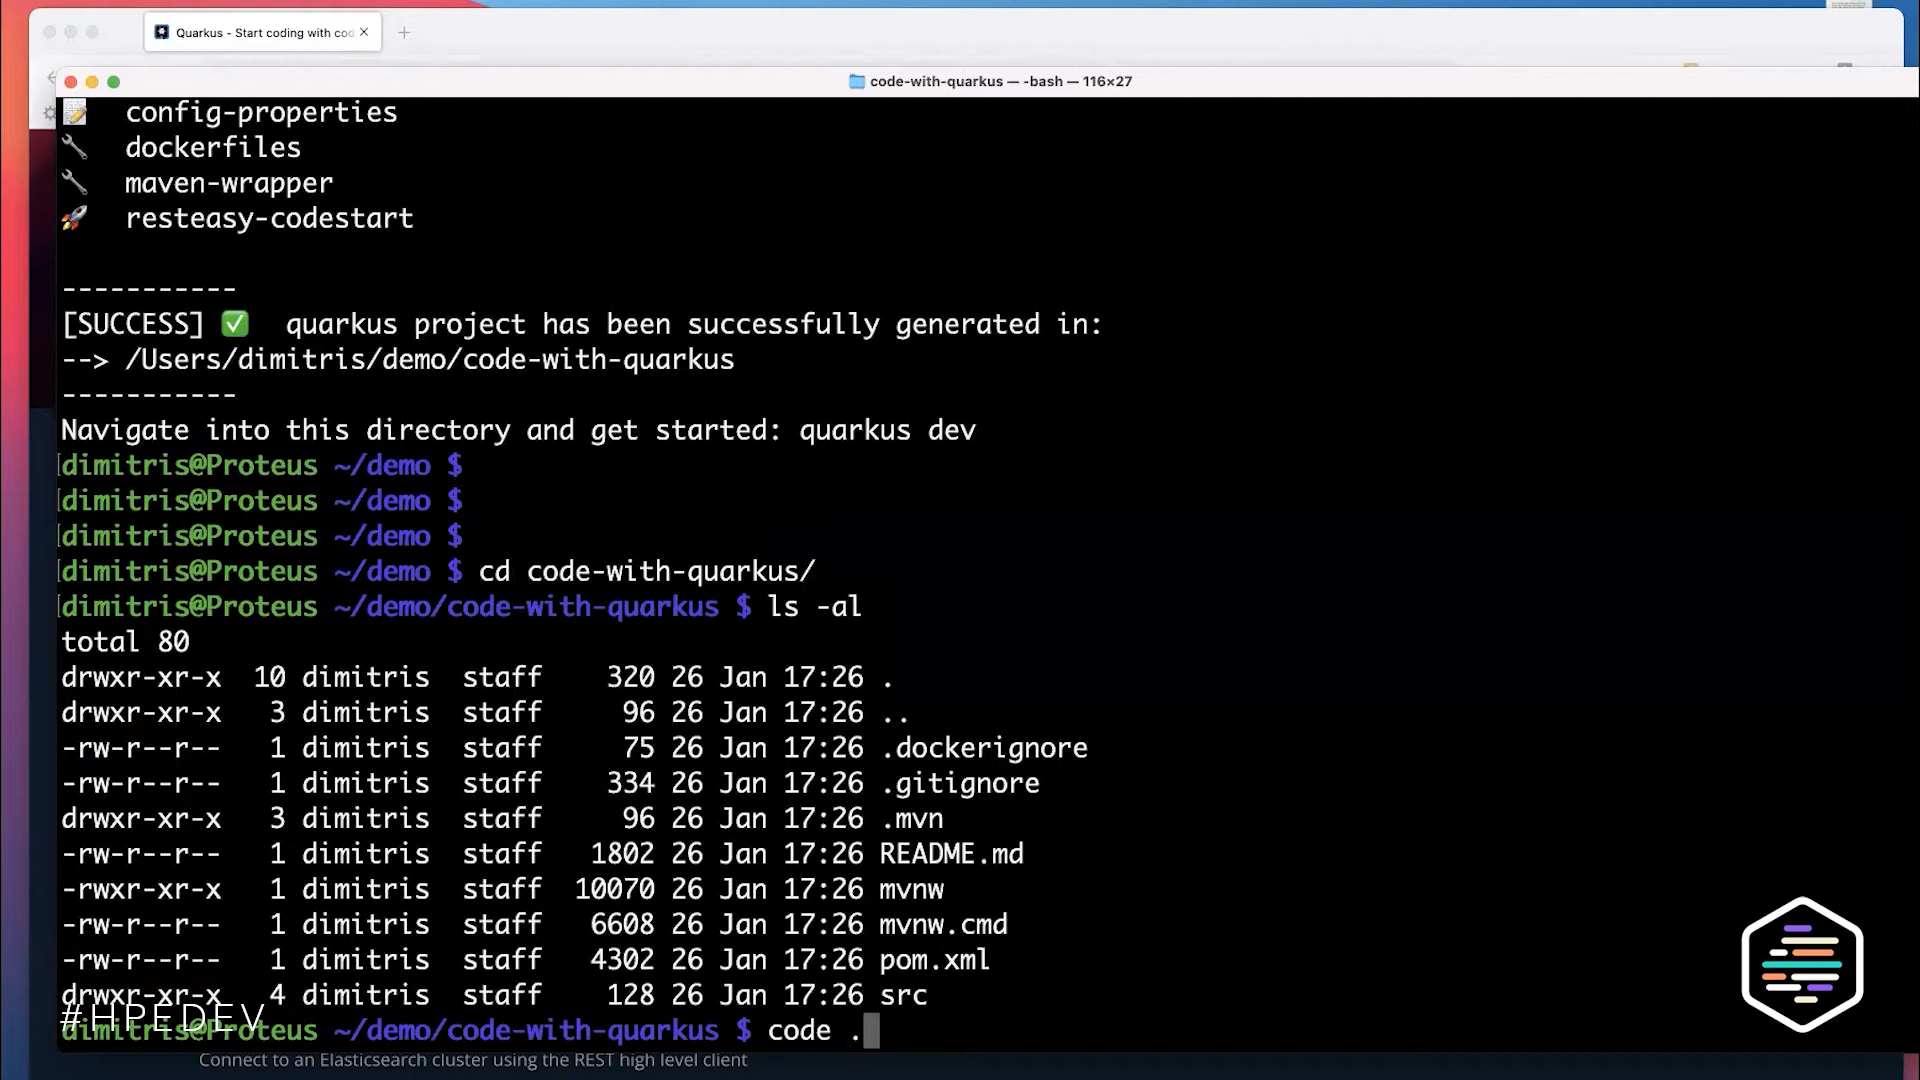 Quarkus - Start coding with cod
code-with-quarkus — -bash — 116×27
config-properties
dockerfiles
maven-wrapper
resteasy-codestart
-----------
[SUCCESS] ✅ quarkus project has been successfully generated in:
--> /Users/dimitris/demo/code-with-quarkus
-----------
Navigate into this directory and get started: quarkus dev
dimitris@Proteus ~/demo $
dimitris@Proteus ~/demo $
dimitris@Proteus ~/demo $
dimitris@Proteus ~/demo $ cd code-with-quarkus/
dimitris@Proteus ~/demo/code-with-quarkus $ ls -al
total 80
drwxr-xr-x 10 dimitris staff 320 26 Jan 17:26 .
drwxr-xr-x 3 dimitris staff 96 26 Jan 17:26 ..
-rw-r--r-- 1 dimitris staff 75 26 Jan 17:26 .dockerignore
-rw-r--r-- 1 dimitris staff 334 26 Jan 17:26 .gitignore
drwxr-xr-x 3 dimitris staff 96 26 Jan 17:26 .mvn
-rw-r--r-- 1 dimitris staff 1802 26 Jan 17:26 README.md
-rwxr-xr-x 1 dimitris staff 10070 26 Jan 17:26 mvnw
-rw-r--r-- 1 dimitris staff 6608 26 Jan 17:26 mvnw.cmd
-rw-r--r-- 1 dimitris staff 4302 26 Jan 17:26 pom.xml
drwxr-xr-x 4 dimitris staff 128 26 Jan 17:26 src
#HPEDEV
dimitris@Proteus ~/demo/code-with-quarkus $ code .
Connect to an Elasticsearch cluster using the REST high level client